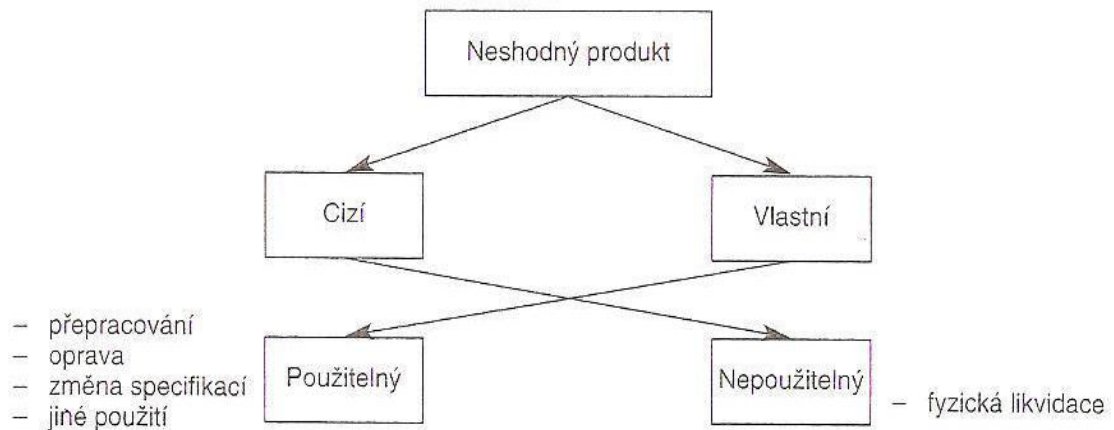 Neshodný produkt
Cizí
Vlastní
– přepracování
– oprava
– změna specifikací
– jiné použití
Použitelný
Nepoužitelný
– fyzická likvidace